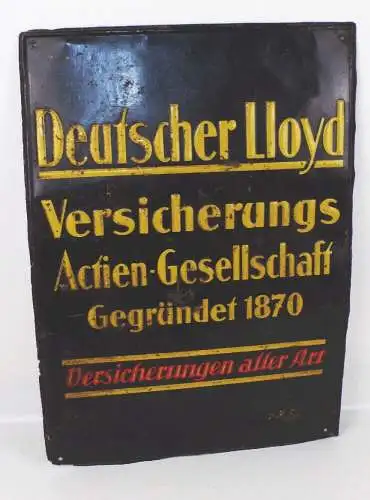 Deutscher Lloyd
Versicherungs
Actien-Gesellschaft
Gegründet 1870
Versicherungen aller Art